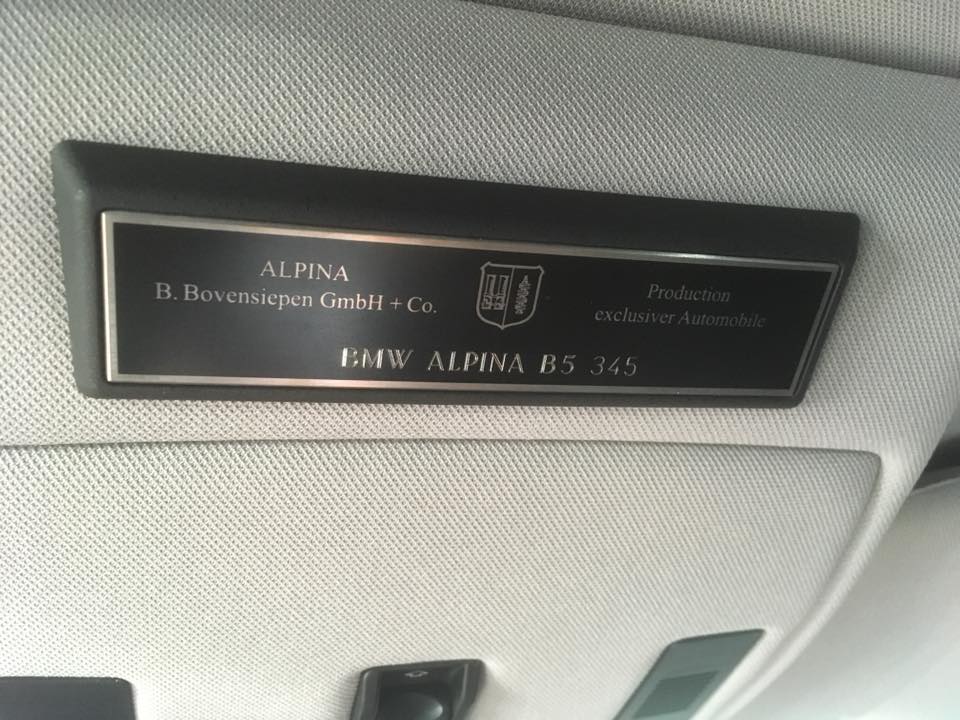 ALPINA
B. Bovensiepen GmbH + Co.
Production
exclusiver Automobile
BMW ALPINA B5 345